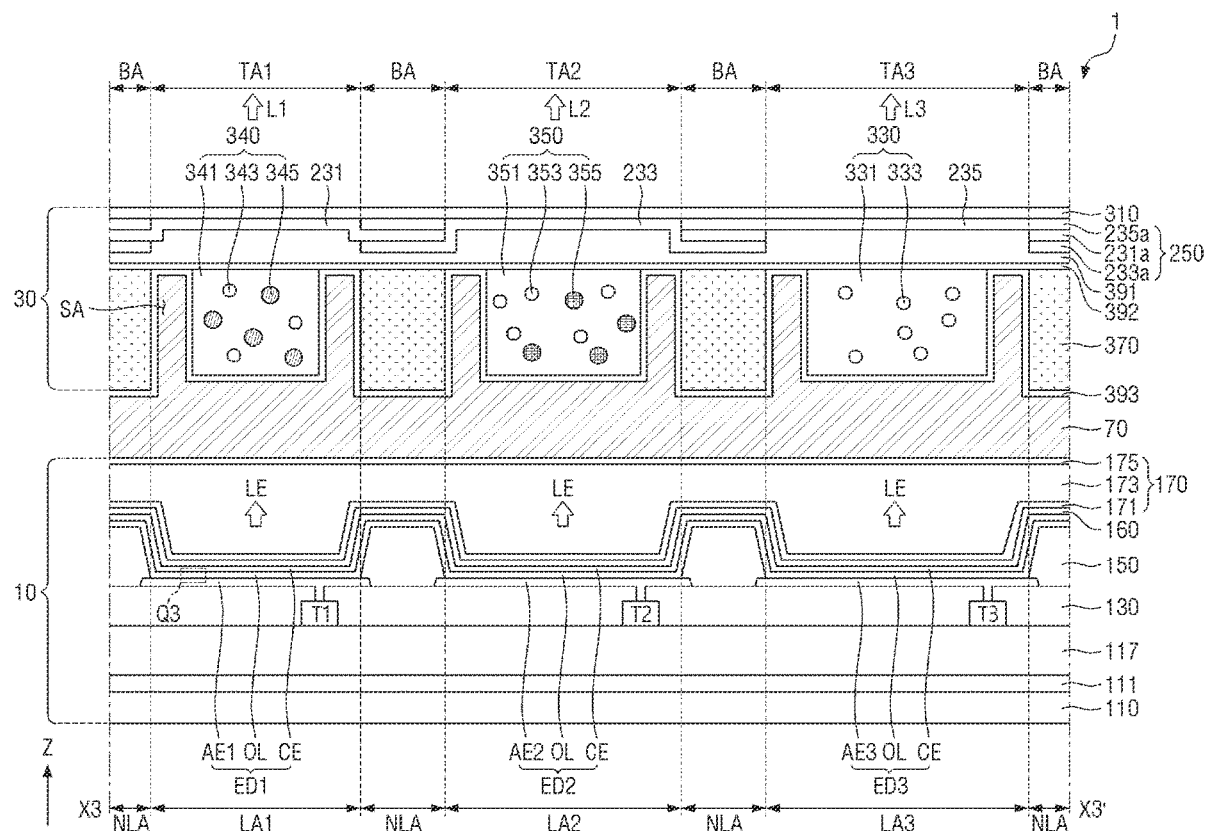 1
BA TA1 BA TA2 BA TA3 BA
L1 L2 L3
340 350 330
341 343 345 231 351 353 355 233 331 333 235
310
235a
231a
233a
250
391
392
30
SA
370
393
70
175
LE LE LE
173
170
171
160
150
10
Q3 T1 T2 T3
130
117
111
110
Z
AE1 OL CE AE2 OL CE AE3 OL CE
ED1 ED2 ED3
X3 X3'
NLA LA1 NLA LA2 NLA LA3 NLA